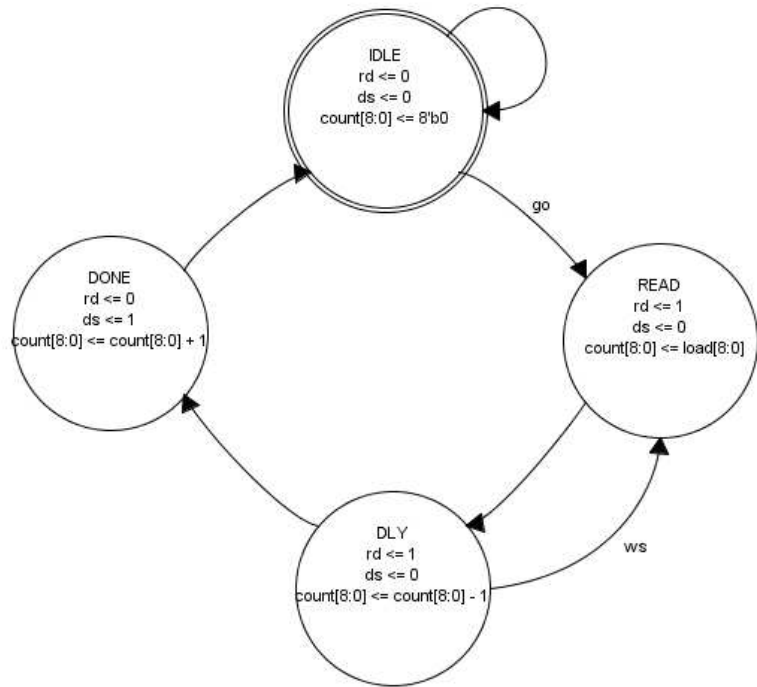 IDLE
rd <= 0
ds <= 0
count[8:0] <= 8'b0
go
DONE
rd <= 0
ds <= 1
count[8:0] <= count[8:0] + 1
READ
rd <= 1
ds <= 0
count[8:0] <= load[8:0]
DLY
rd <= 1
ds <= 0
count[8:0] <= count[8:0] - 1
ws